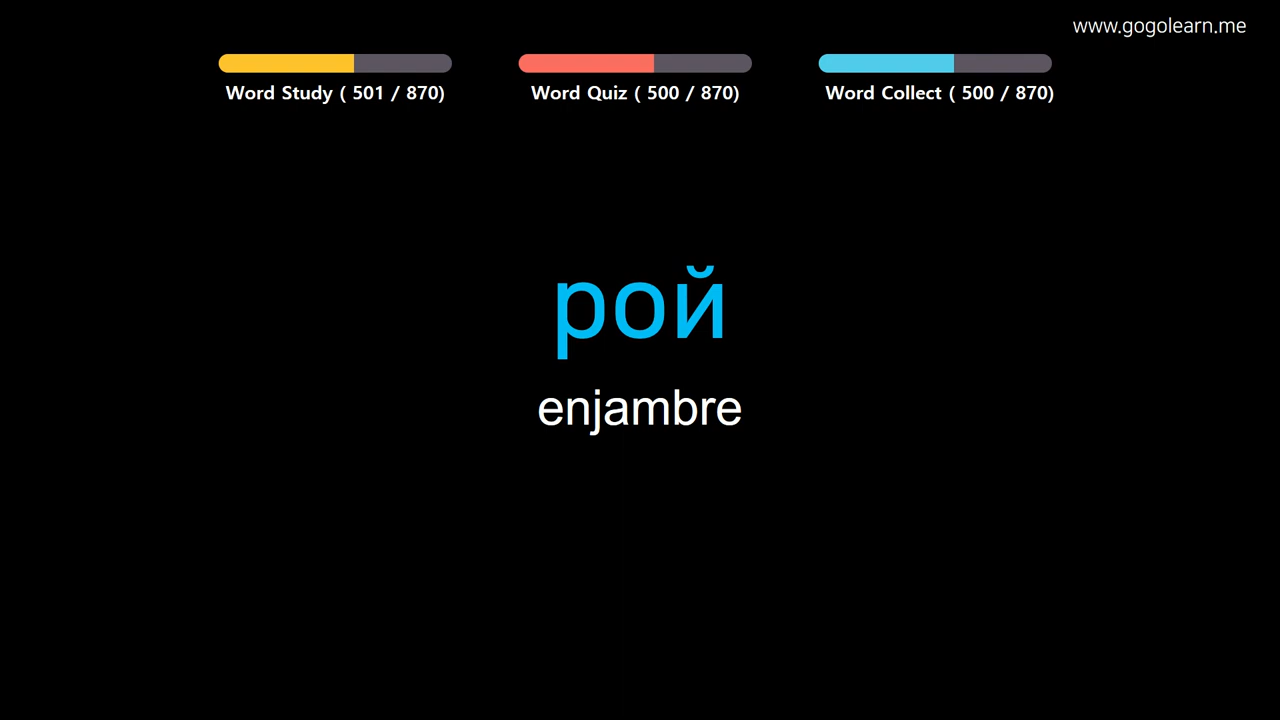 www.gogolearn.me
Word Study ( 501 / 870)
Word Quiz ( 500 / 870)
Word Collect ( 500 / 870)
рой
enjambre